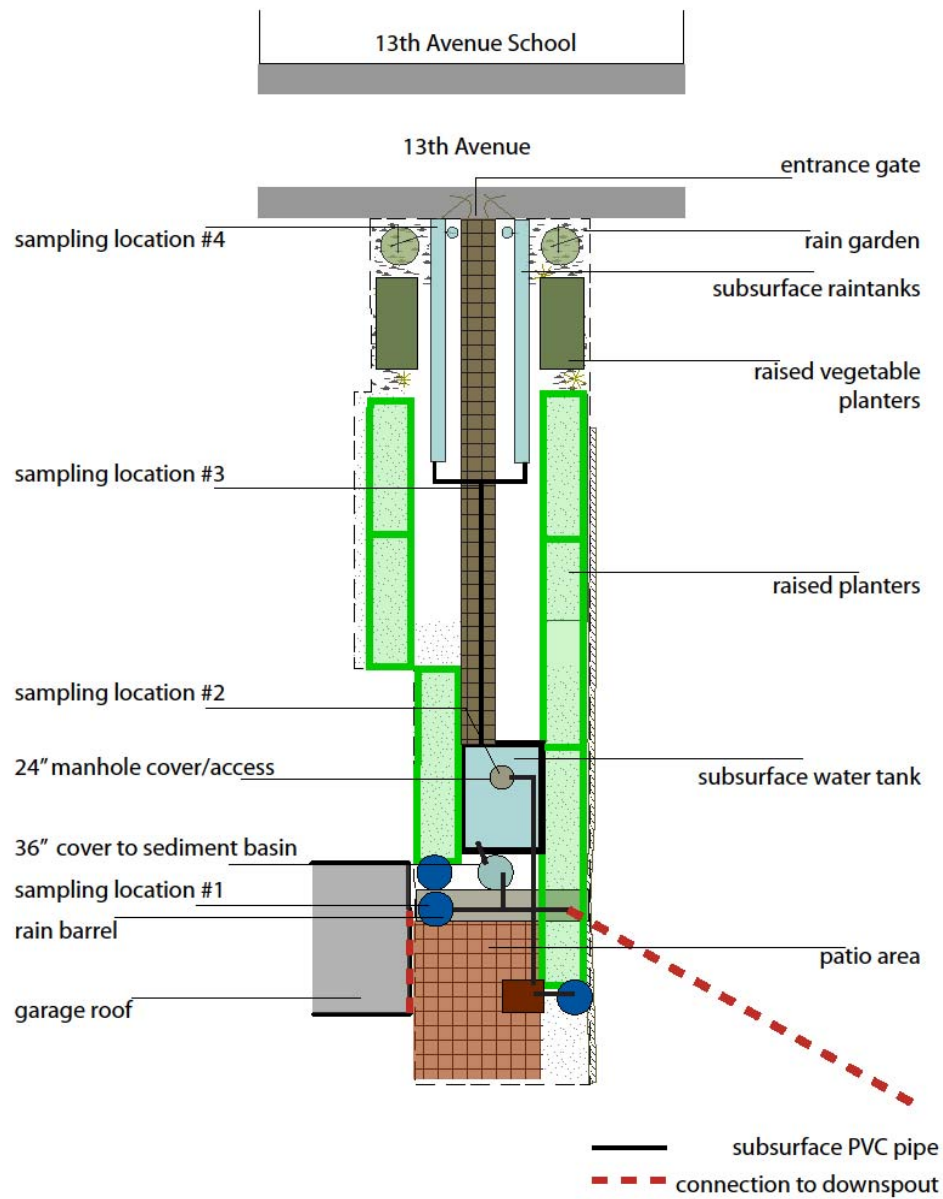 13th Avenue School
13th Avenue
entrance gate
sampling location #4
rain garden
subsurface raintanks
raised vegetable
planters
sampling location #3
raised planters
sampling location #2
24” manhole cover/access
subsurface water tank
36” cover to sediment basin
sampling location #1
rain barrel
patio area
garage roof
subsurface PVC pipe
connection to downspout